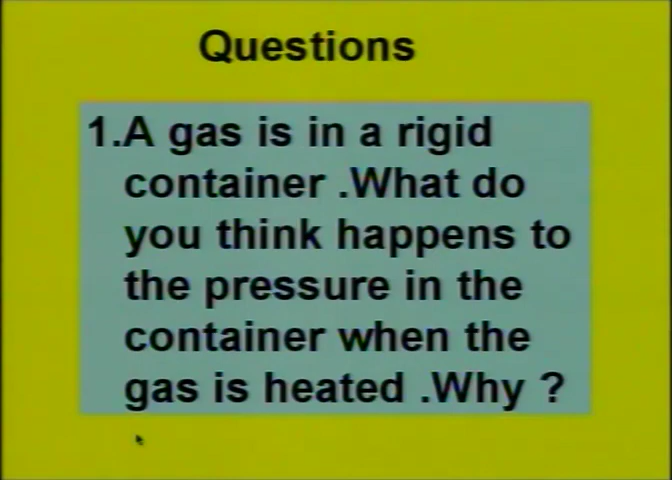 Questions
1.A gas is in a rigid
container .What do
you think happens to
the pressure in the
container when the
gas is heated .Why ?